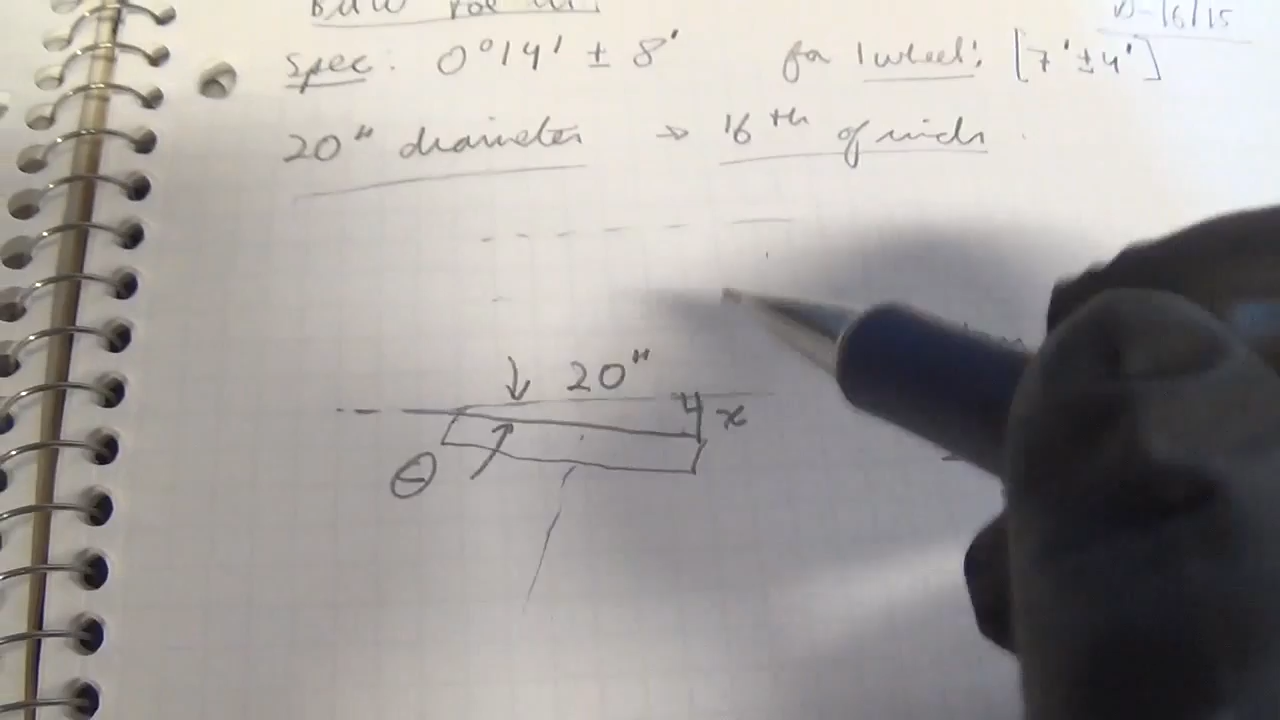 Spec: 0°14' ± 8' for 1 wheel: [7' ± 4']
20" diameter → 16th of inch.
20"
x
θ